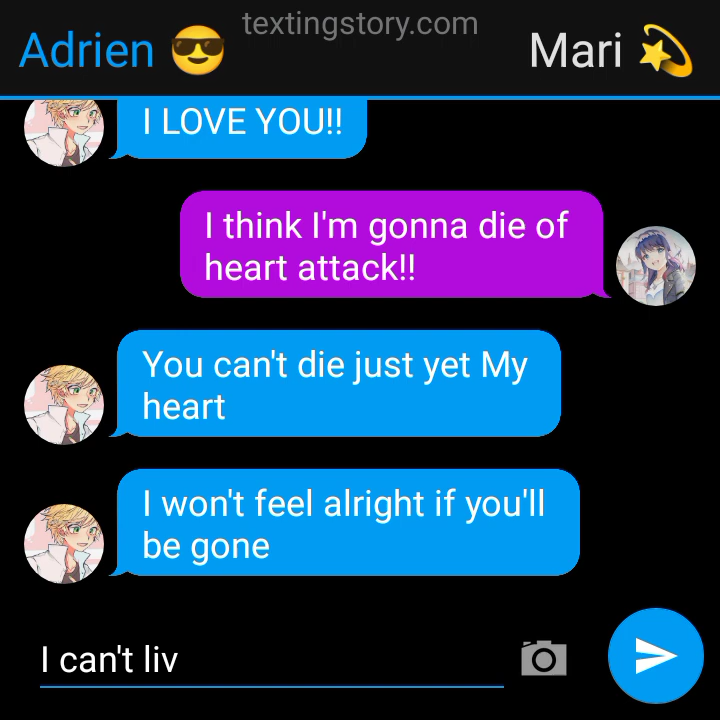 textingstory.com
Adrien 😎
Mari 💫
I LOVE YOU!!
I think I'm gonna die of
heart attack!!
You can't die just yet My
heart
I won't feel alright if you'll
be gone
I can't liv